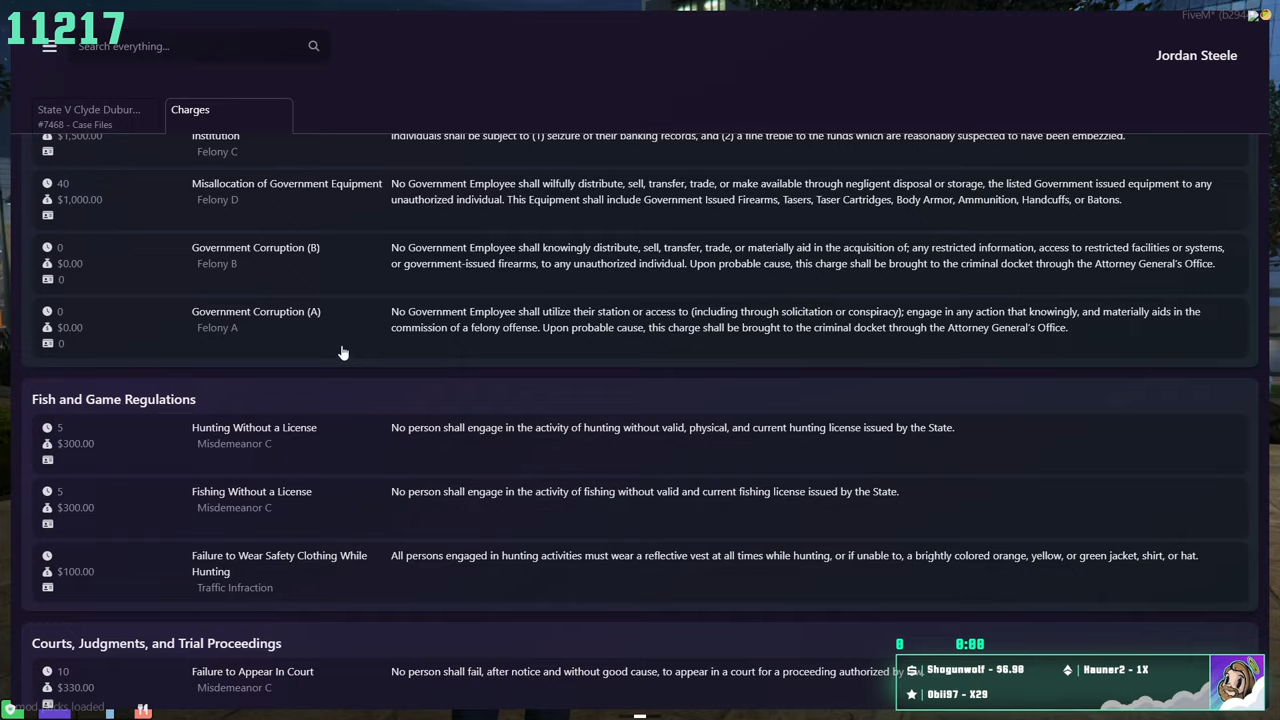 11217
FiveM* (b294
Search everything...
Jordan Steele
State V Clyde Dubur...
#7468 - Case Files
Charges
$1,500.00
Institution
individuals shall be subject to (1) seizure of their banking records, and (2) a fine treble to the funds which are reasonably suspected to have been embezzled.
Felony C
40
Misallocation of Government Equipment
No Government Employee shall wilfully distribute, sell, transfer, trade, or make available through negligent disposal or storage, the listed Government issued equipment to any
$1,000.00
Felony D
unauthorized individual. This Equipment shall include Government Issued Firearms, Tasers, Taser Cartridges, Body Armor, Ammunition, Handcuffs, or Batons.
0
Government Corruption (B)
No Government Employee shall knowingly distribute, sell, transfer, trade, or materially aid in the acquisition of; any restricted information, access to restricted facilities or systems,
$0.00
Felony B
or government-issued firearms, to any unauthorized individual. Upon probable cause, this charge shall be brought to the criminal docket through the Attorney General's Office.
0
0
Government Corruption (A)
No Government Employee shall utilize their station or access to (including through solicitation or conspiracy); engage in any action that knowingly, and materially aids in the
$0.00
Felony A
commission of a felony offense. Upon probable cause, this charge shall be brought to the criminal docket through the Attorney General's Office.
0
Fish and Game Regulations
5
Hunting Without a License
No person shall engage in the activity of hunting without valid, physical, and current hunting license issued by the State.
$300.00
Misdemeanor C
5
Fishing Without a License
No person shall engage in the activity of fishing without valid and current fishing license issued by the State.
$300.00
Misdemeanor C
Failure to Wear Safety Clothing While
All persons engaged in hunting activities must wear a reflective vest at all times while hunting, or if unable to, a brightly colored orange, yellow, or green jacket, shirt, or hat.
$100.00
Hunting
Traffic Infraction
Courts, Judgments, and Trial Proceedings
0 0:00
10
Failure to Appear In Court
No person shall fail, after notice and without good cause, to appear in a court for a proceeding authorized by
$330.00
Misdemeanor C
Shogunwolf - $6.90
Hauner2 - 1X
Obli97 - X29
loaded